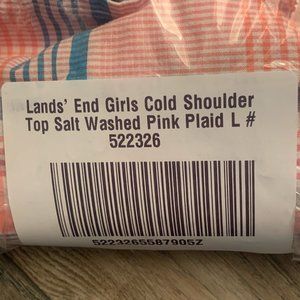 Lands' End Girls Cold Shoulder
Top Salt Washed Pink Plaid L #
522326
5223265587905Z